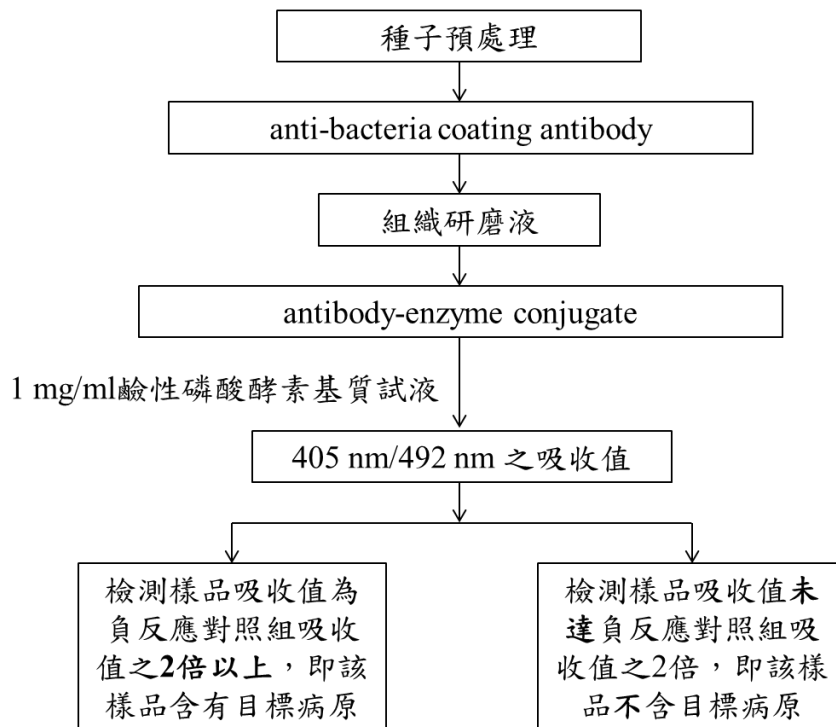 種子預處理
anti-bacteria coating antibody
組織研磨液
antibody-enzyme conjugate
1 mg/ml鹼性磷酸酵素基質試液
405 nm/492 nm 之吸收值
檢測樣品吸收值為
負反應對照組吸收
值之2倍以上，即該
樣品含有目標病原
檢測樣品吸收值未
達負反應對照組吸
收值之2倍，即該樣
品不含目標病原